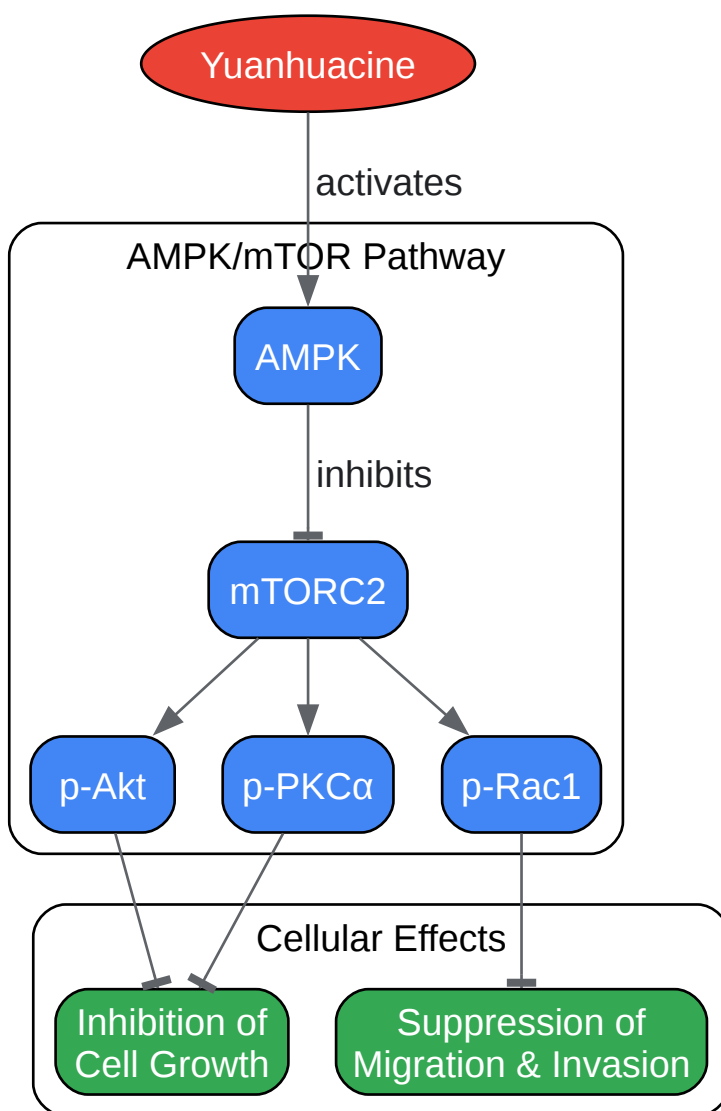 Yuanhuacine
activates
AMPK/mTOR Pathway
AMPK
inhibits
mTORC2
p-Akt
p-PKCα
p-Rac1
Cellular Effects
Inhibition of
Cell Growth
Suppression of
Migration & Invasion